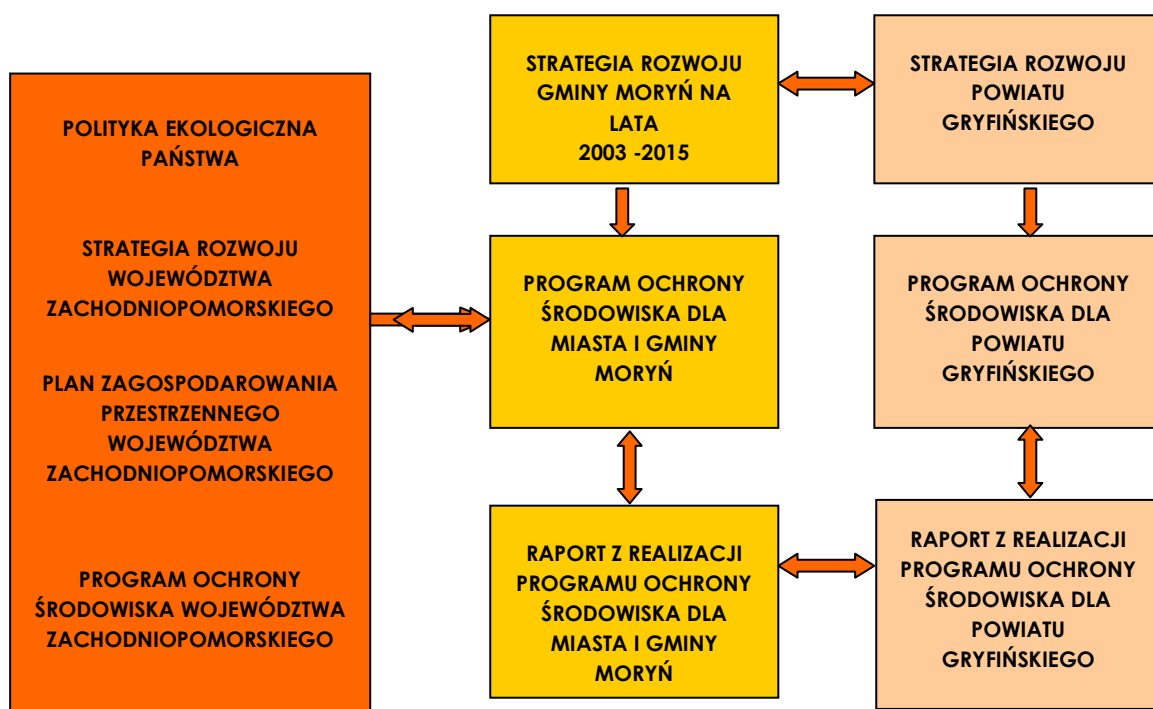 POLITYKA EKOLOGICZNA
PAŃSTWA
STRATEGIA ROZWOJU
WOJEWÓDZTWA
ZACHODNIOPOMORSKIEGO
PLAN ZAGOSPODAROWANIA
PRZESTRZENNEGO
WOJEWÓDZTWA
ZACHODNIOPOMORSKIEGO
PROGRAM OCHRONY
ŚRODOWISKA WOJEWÓDZTWA
ZACHODNIOPOMORSKIEGO
STRATEGIA ROZWOJU
GMINY MORYŃ NA
LATA
2003 -2015
STRATEGIA ROZWOJU
POWIATU
GRYFIŃSKIEGO
PROGRAM OCHRONY
ŚRODOWISKA DLA
MIASTA I GMINY
MORYŃ
PROGRAM OCHRONY
ŚRODOWISKA DLA
POWIATU
GRYFIŃSKIEGO
RAPORT Z REALIZACJI
PROGRAMU OCHRONY
ŚRODOWISKA DLA
MIASTA I GMINY
MORYŃ
RAPORT Z REALIZACJI
PROGRAMU OCHRONY
ŚRODOWISKA DLA
POWIATU
GRYFIŃSKIEGO